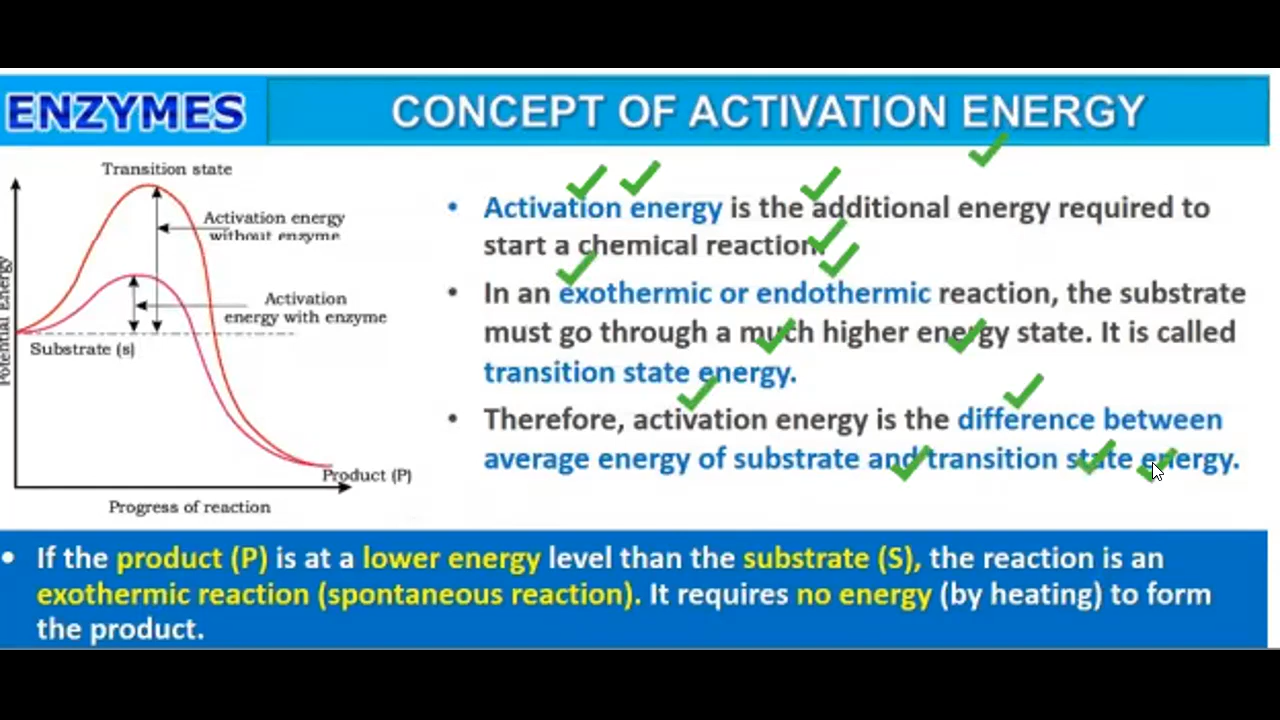 ENZYMES
CONCEPT OF ACTIVATION ENERGY
Transition state
Activation energy
without enzyme
Activation
energy with enzyme
Substrate (s)
Potential Energy
Product (P)
Progress of reaction
• Activation energy is the additional energy required to
start a chemical reaction.
• In an exothermic or endothermic reaction, the substrate
must go through a much higher energy state. It is called
transition state energy.
• Therefore, activation energy is the difference between
average energy of substrate and transition state energy.
• If the product (P) is at a lower energy level than the substrate (S), the reaction is an
exothermic reaction (spontaneous reaction). It requires no energy (by heating) to form
the product.